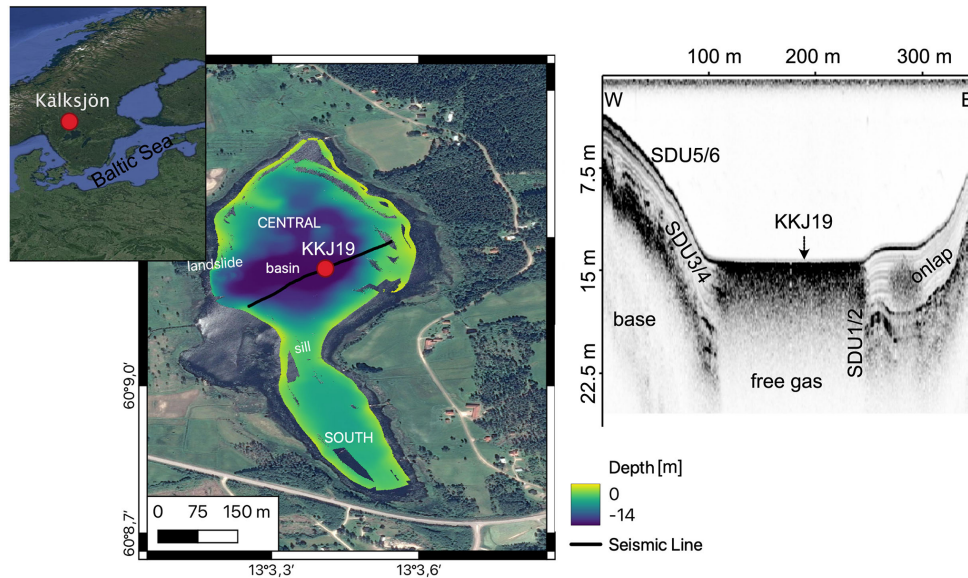 Kälksjön
Baltic Sea
CENTRAL
KKJ19
landslide
basin
sill
SOUTH
60°9,0′
60°8,7′
13°3,3′
13°3,6′
0 75 150 m
100 m 200 m 300 m
W
E
SDU5/6
7.5 m
KKJ19
SDU3/4
onlap
15 m
base
SDU1/2
22.5 m
free gas
Depth [m]
0
-14
Seismic Line